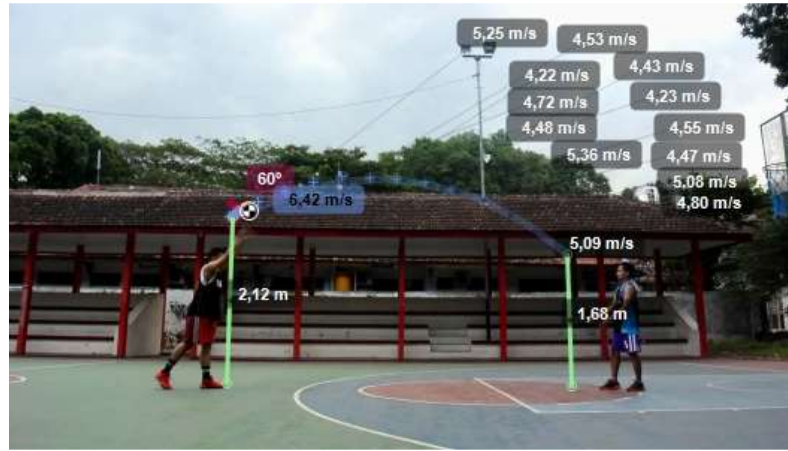 5,25 m/s
4,53 m/s
4,22 m/s
4,43 m/s
4,72 m/s
4,23 m/s
4,48 m/s
4,55 m/s
5,36 m/s
4,47 m/s
60º
5,08 m/s
6,42 m/s
4,80 m/s
5,09 m/s
2,12 m
1,68 m